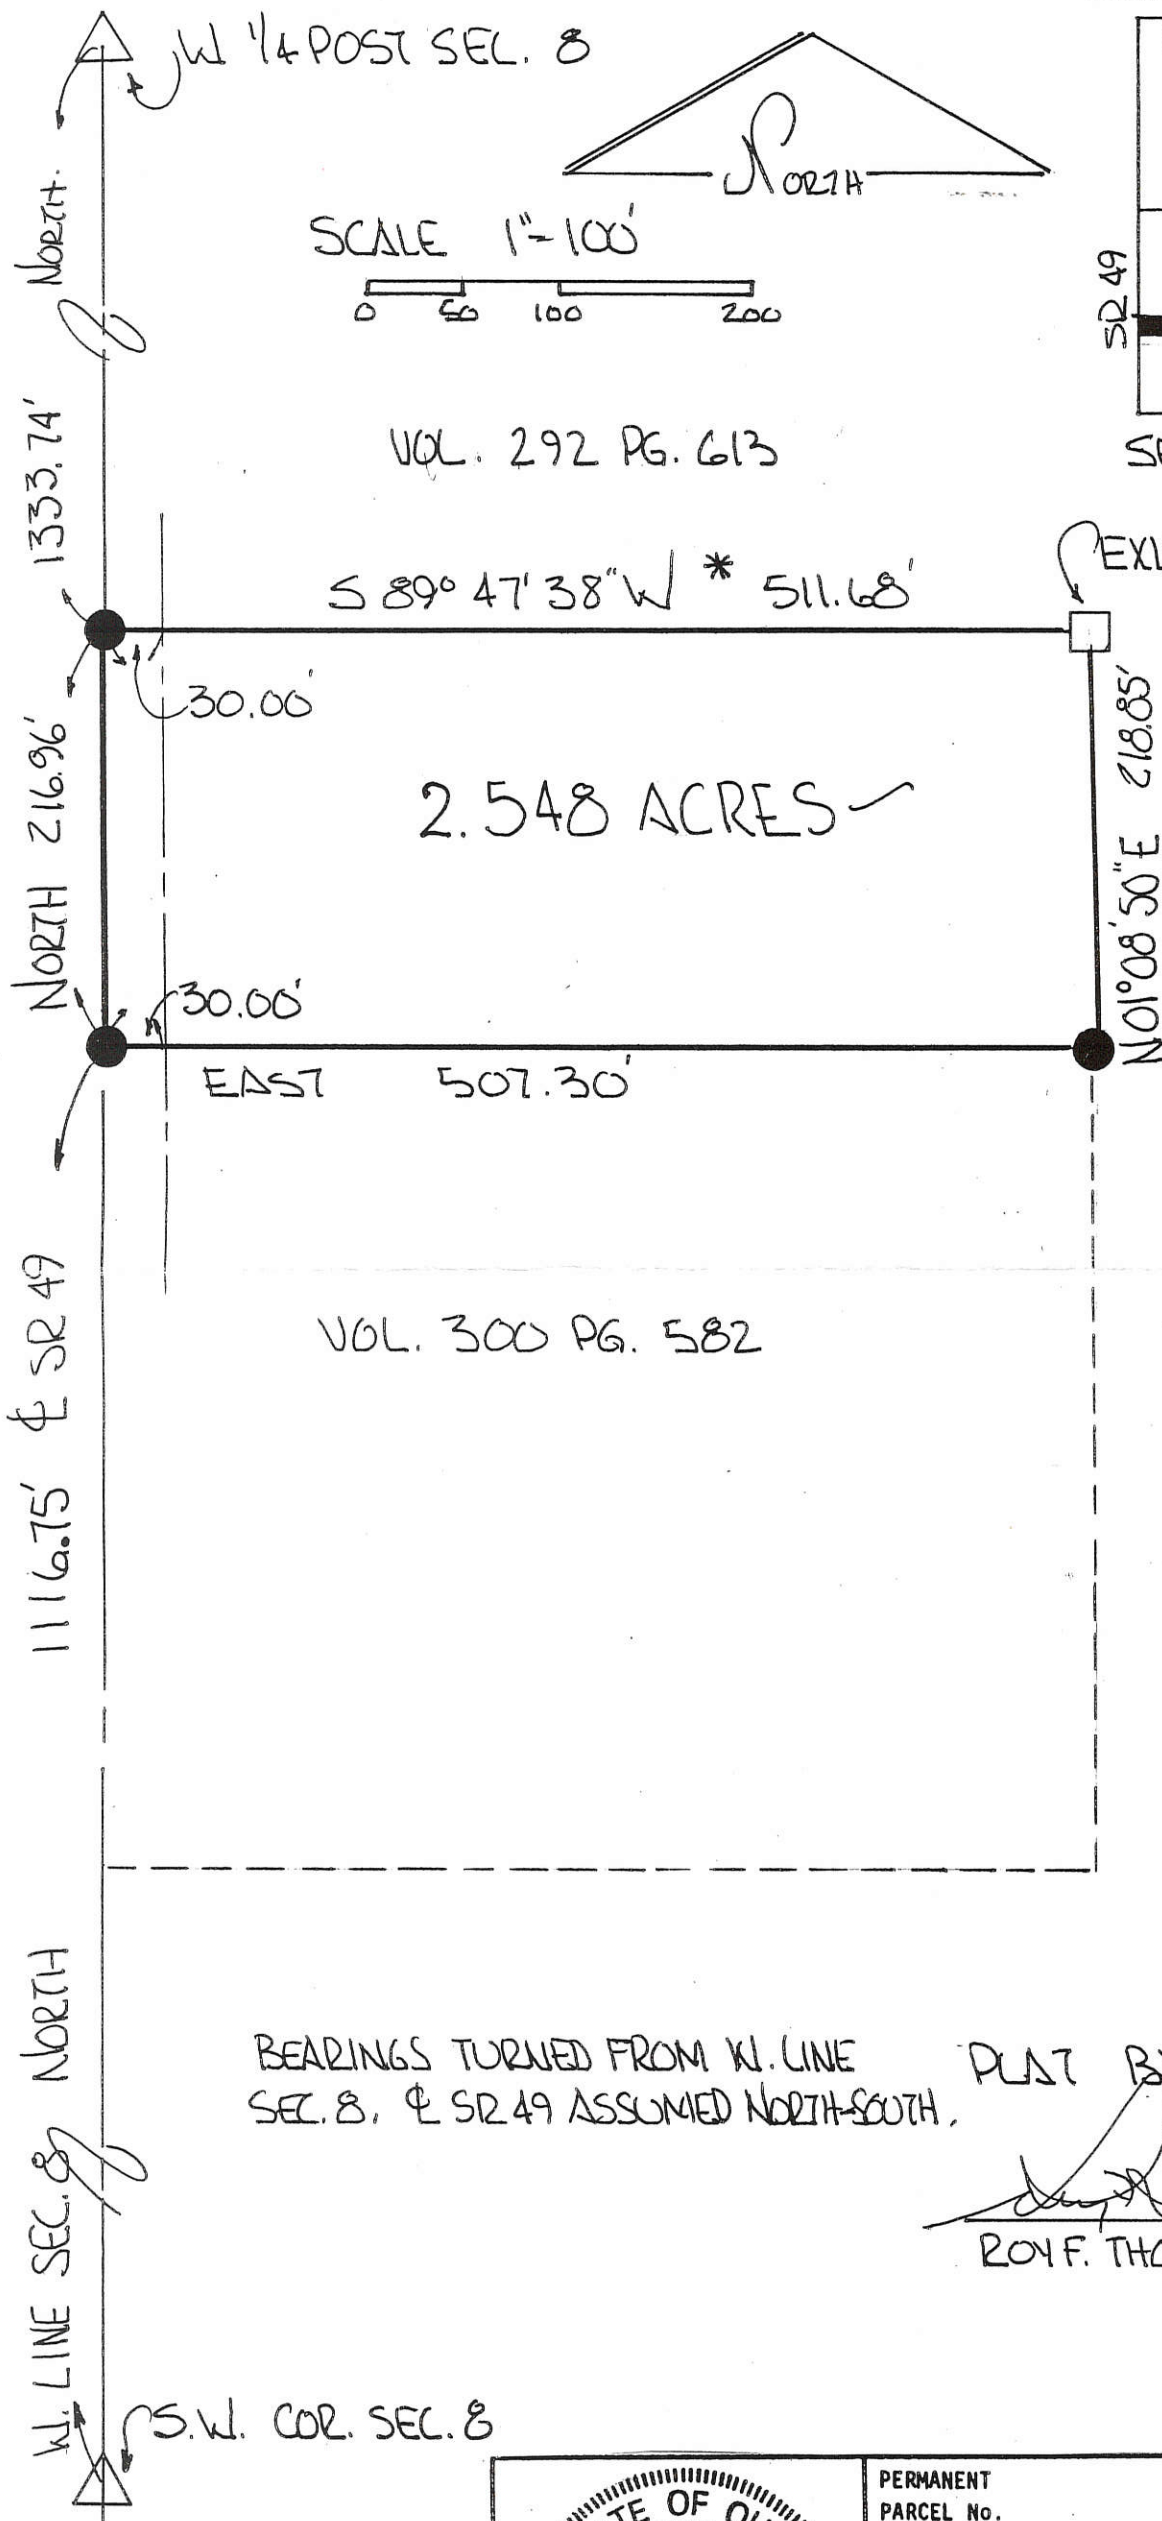 W 1/4 POST SEC. 8
NORTH
SCALE 1"=100'
0 50 100 200
NORTH.
SR 49
1333.74'
VOL. 292 PG. 613
S 89° 47' 38" W * 511.68'
30.00'
2.548 ACRES
NORTH 216.96'
N01°08'50"E 218.85'
30.00'
EAST 507.30'
1116.75' ℄ SR 49
VOL. 300 PG. 582
W. LINE SEC. 8 NORTH
BEARINGS TURNED FROM W. LINE
SEC. 8. ℄ SR 49 ASSUMED NORTH-SOUTH.
PLAT
ROY F.
S.W. COR. SEC. 8
OF
PERMANENT
PARCEL No.